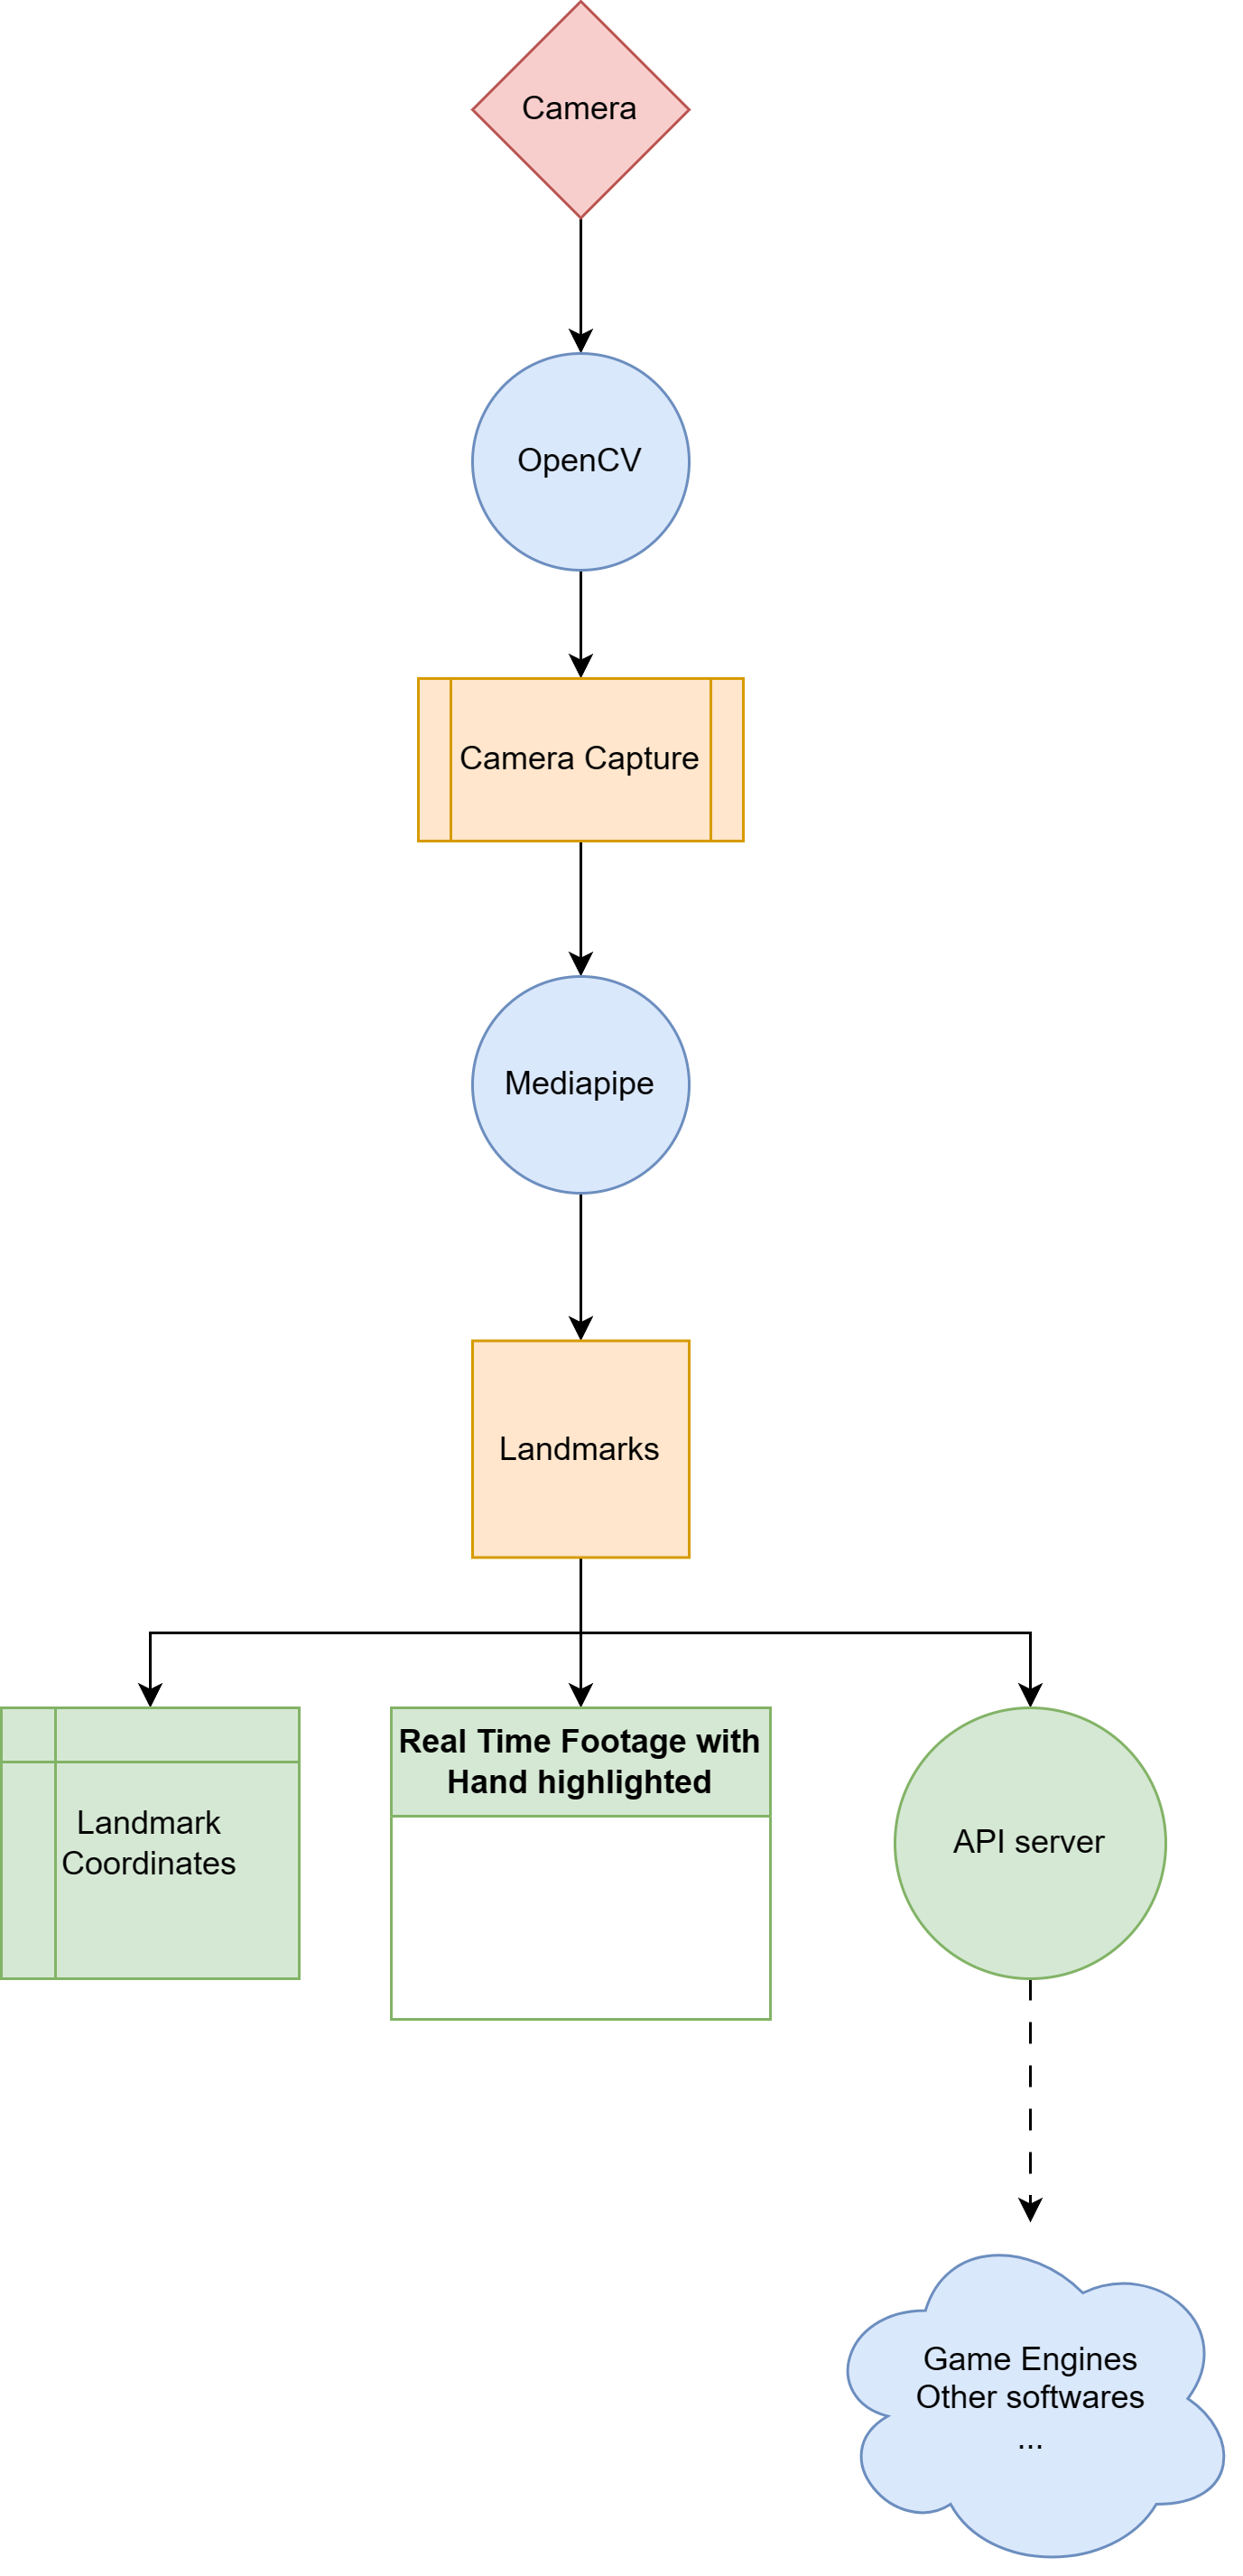 Camera
OpenCV
Camera Capture
Mediapipe
Landmarks
Landmark
Coordinates
Real Time Footage with
Hand highlighted
API server
Game Engines
Other softwares
...